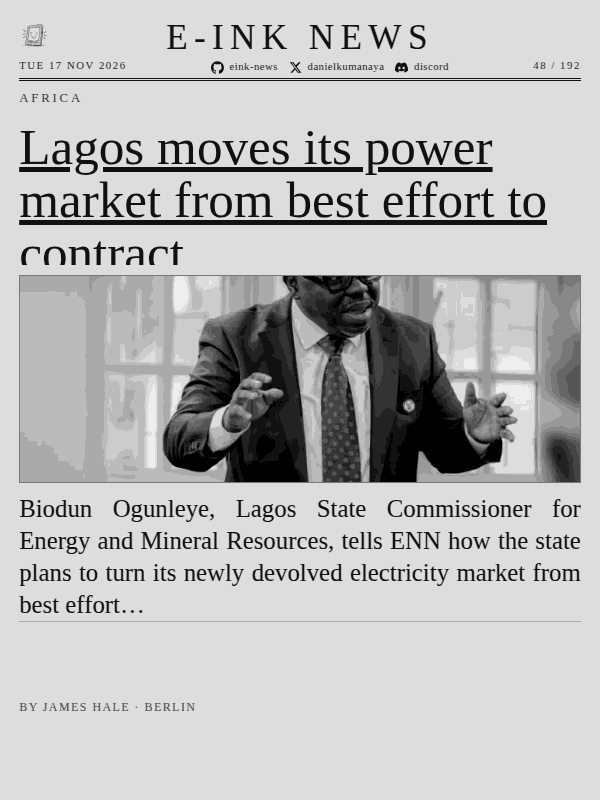 E-INK NEWS
TUE 17 NOV 2026
eink-news danielkumanaya discord
48 / 192
AFRICA
Lagos moves its power
market from best effort to
contract
Biodun Ogunleye, Lagos State Commissioner for
Energy and Mineral Resources, tells ENN how the state
plans to turn its newly devolved electricity market from
best effort…
BY JAMES HALE · BERLIN